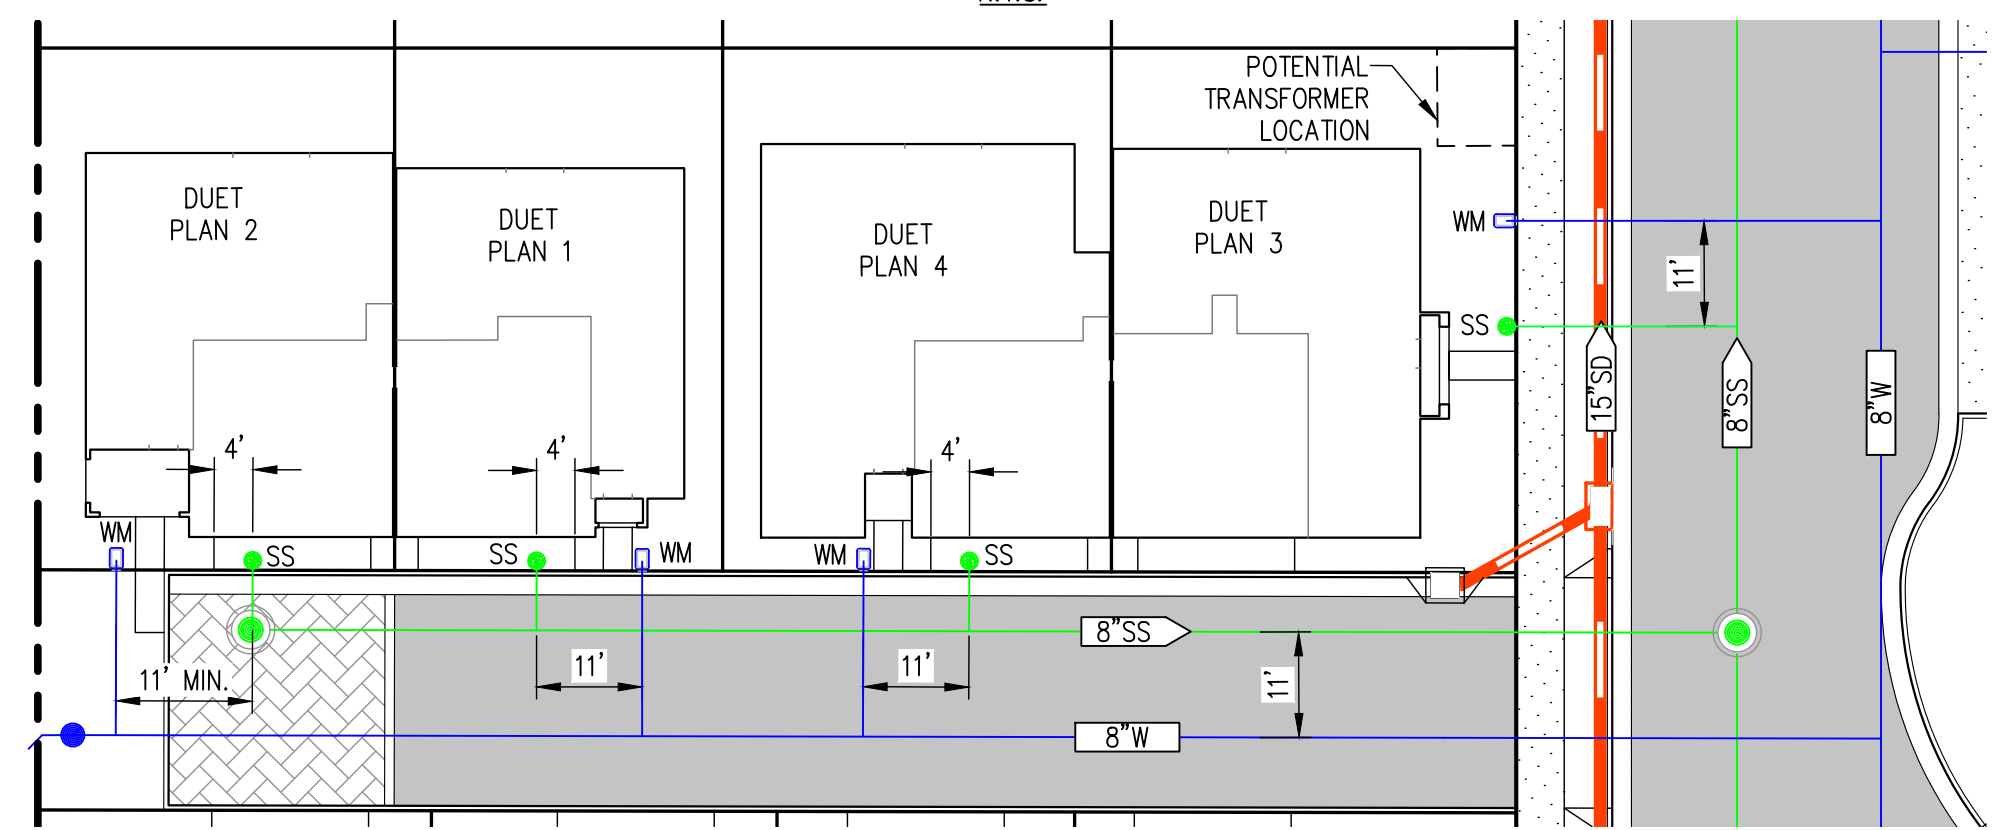 POTENTIAL
TRANSFORMER
LOCATION
DUET
PLAN 2
DUET
PLAN 1
DUET
PLAN 4
DUET
PLAN 3
WM
11'
SS
15"SD
8"SS
8"W
4'
4'
4'
WM
SS
SS
WM
WM
SS
8"SS
11' MIN.
11'
11'
11'
8"W